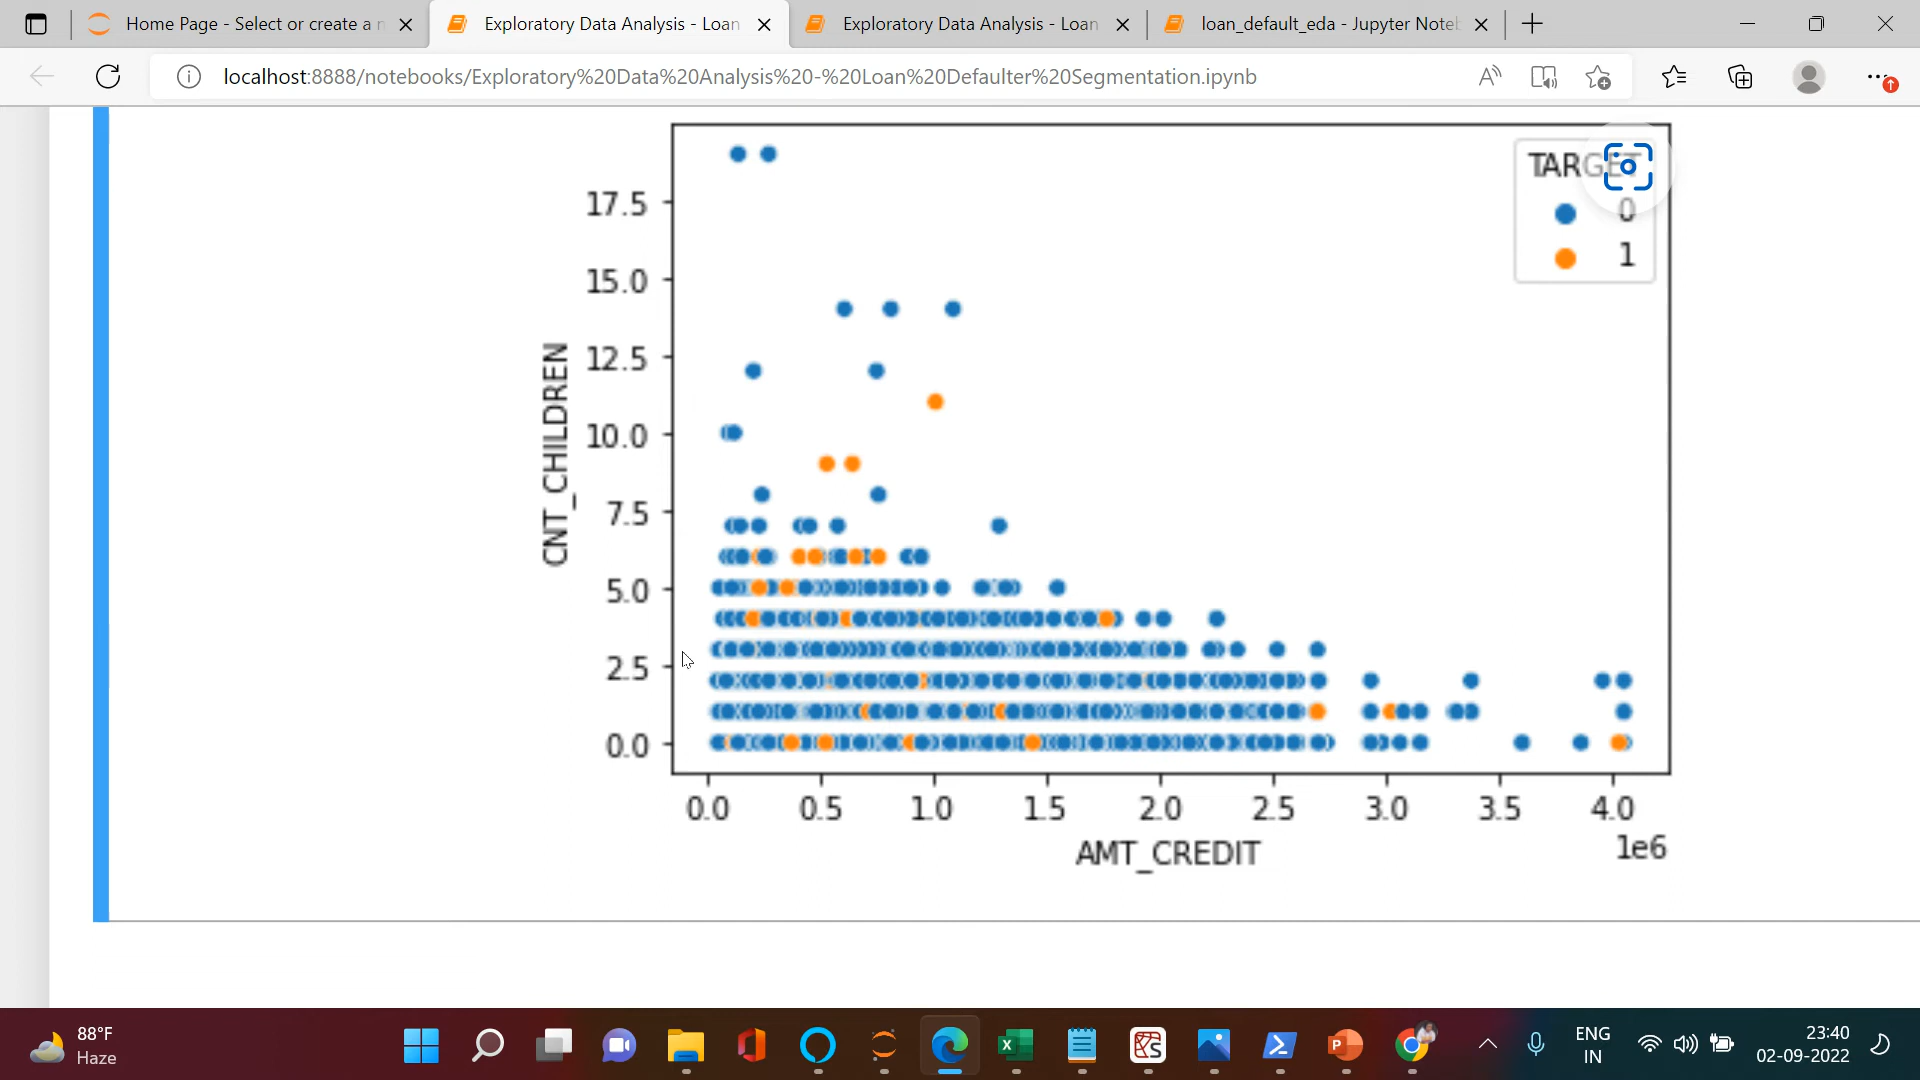 Home Page - Select or create a n
Exploratory Data Analysis - Loan
Exploratory Data Analysis - Loan
loan_default_eda - Jupyter Noteb
localhost:8888/notebooks/Exploratory%20Data%20Analysis%20-%20Loan%20Defaulter%20Segmentation.ipynb
TARGET
0
1
17.5
15.0
12.5
10.0
7.5
5.0
2.5
0.0
CNT_CHILDREN
0.0 0.5 1.0 1.5 2.0 2.5 3.0 3.5 4.0
1e6
AMT_CREDIT
88°F
Haze
ENG
IN
23:40
02-09-2022